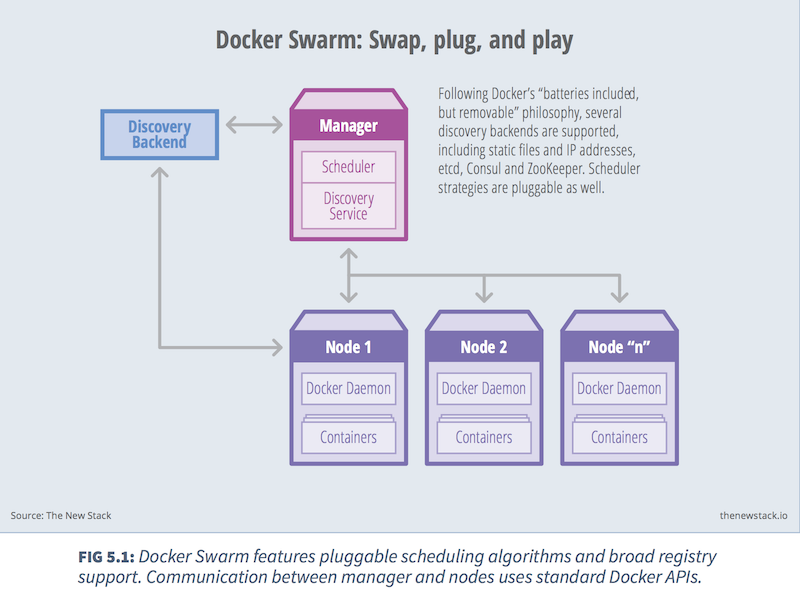 Docker Swarm: Swap, plug, and play
Following Docker’s “batteries included,
but removable” philosophy, several
discovery backends are supported,
including static files and IP addresses,
etcd, Consul and ZooKeeper. Scheduler
strategies are pluggable as well.
Discovery
Backend
Manager
Scheduler
Discovery
Service
Node 1
Docker Daemon
Containers
Node 2
Docker Daemon
Containers
Node “n”
Docker Daemon
Containers
Source: The New Stack
thenewstack.io
FIG 5.1: Docker Swarm features pluggable scheduling algorithms and broad registry
support. Communication between manager and nodes uses standard Docker APIs.